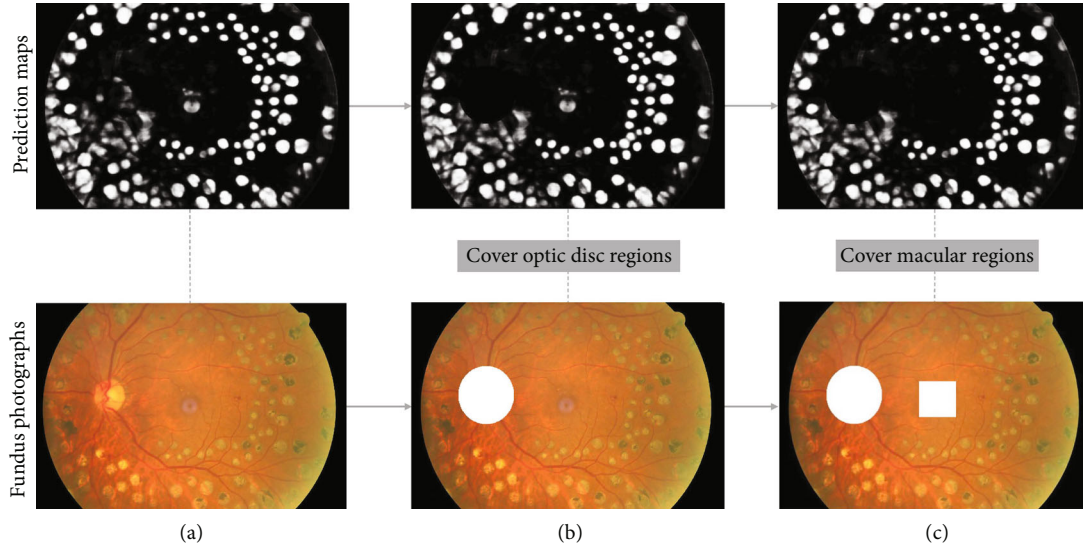 Prediction maps
Cover optic disc regions
Cover macular regions
Fundus photographs
(a)
(b)
(c)